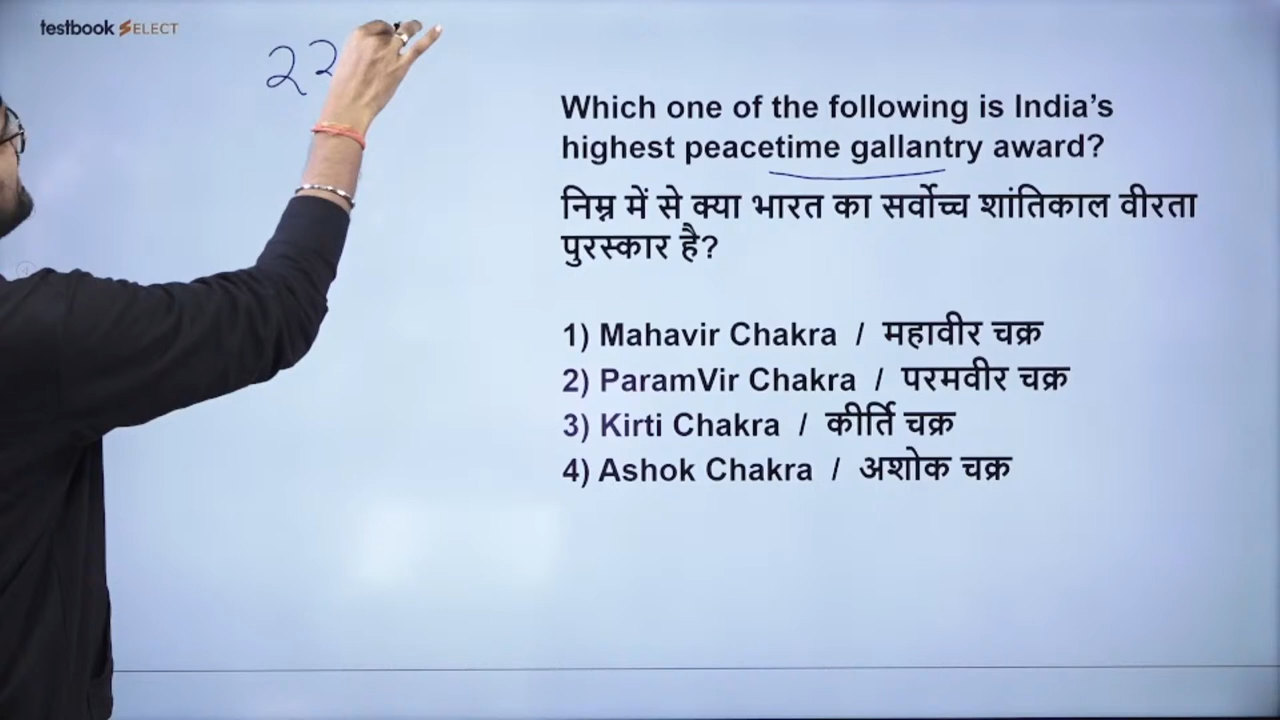 testbook SELECT
22
Which one of the following is India's
highest peacetime gallantry award?
निम्न में से क्या भारत का सर्वोच्च शांतिकाल वीरता
पुरस्कार है?
1) Mahavir Chakra / महावीर चक्र
2) ParamVir Chakra / परमवीर चक्र
3) Kirti Chakra / कीर्ति चक्र
4) Ashok Chakra / अशोक चक्र